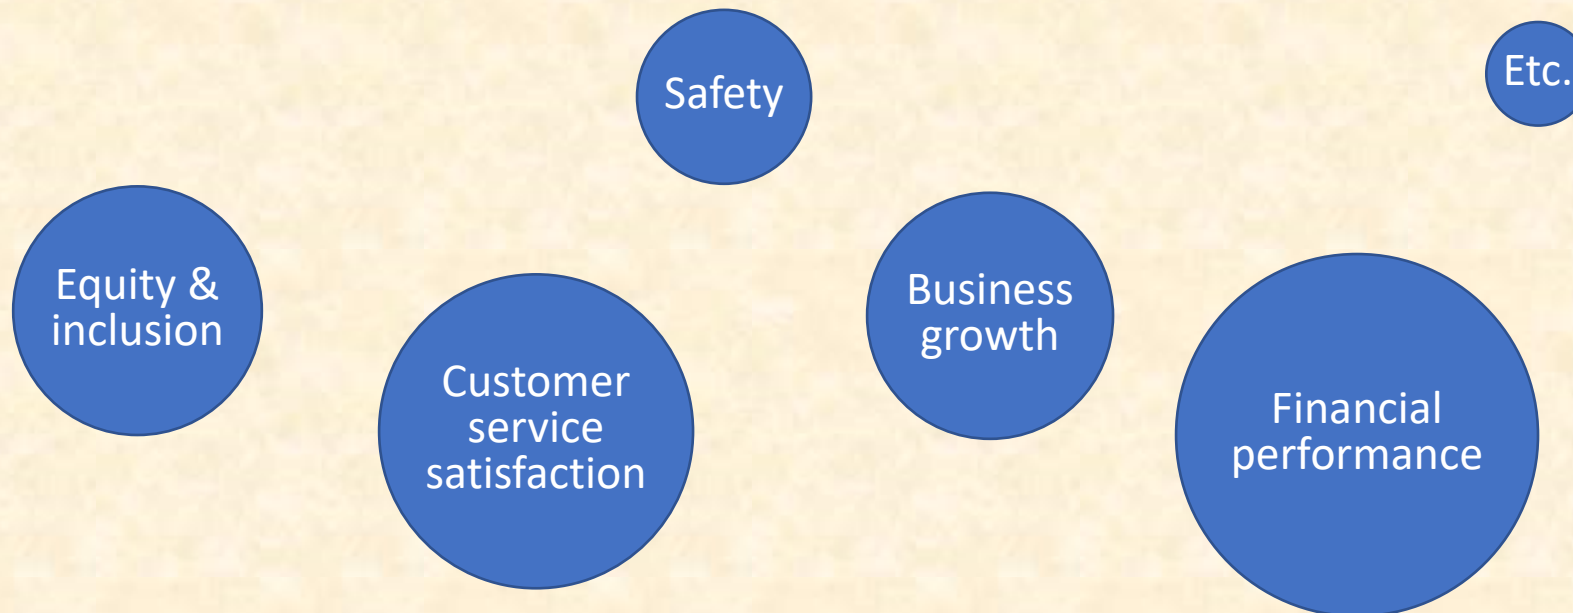 Safety
Etc.
Equity &
inclusion
Customer
service
satisfaction
Business
growth
Financial
performance